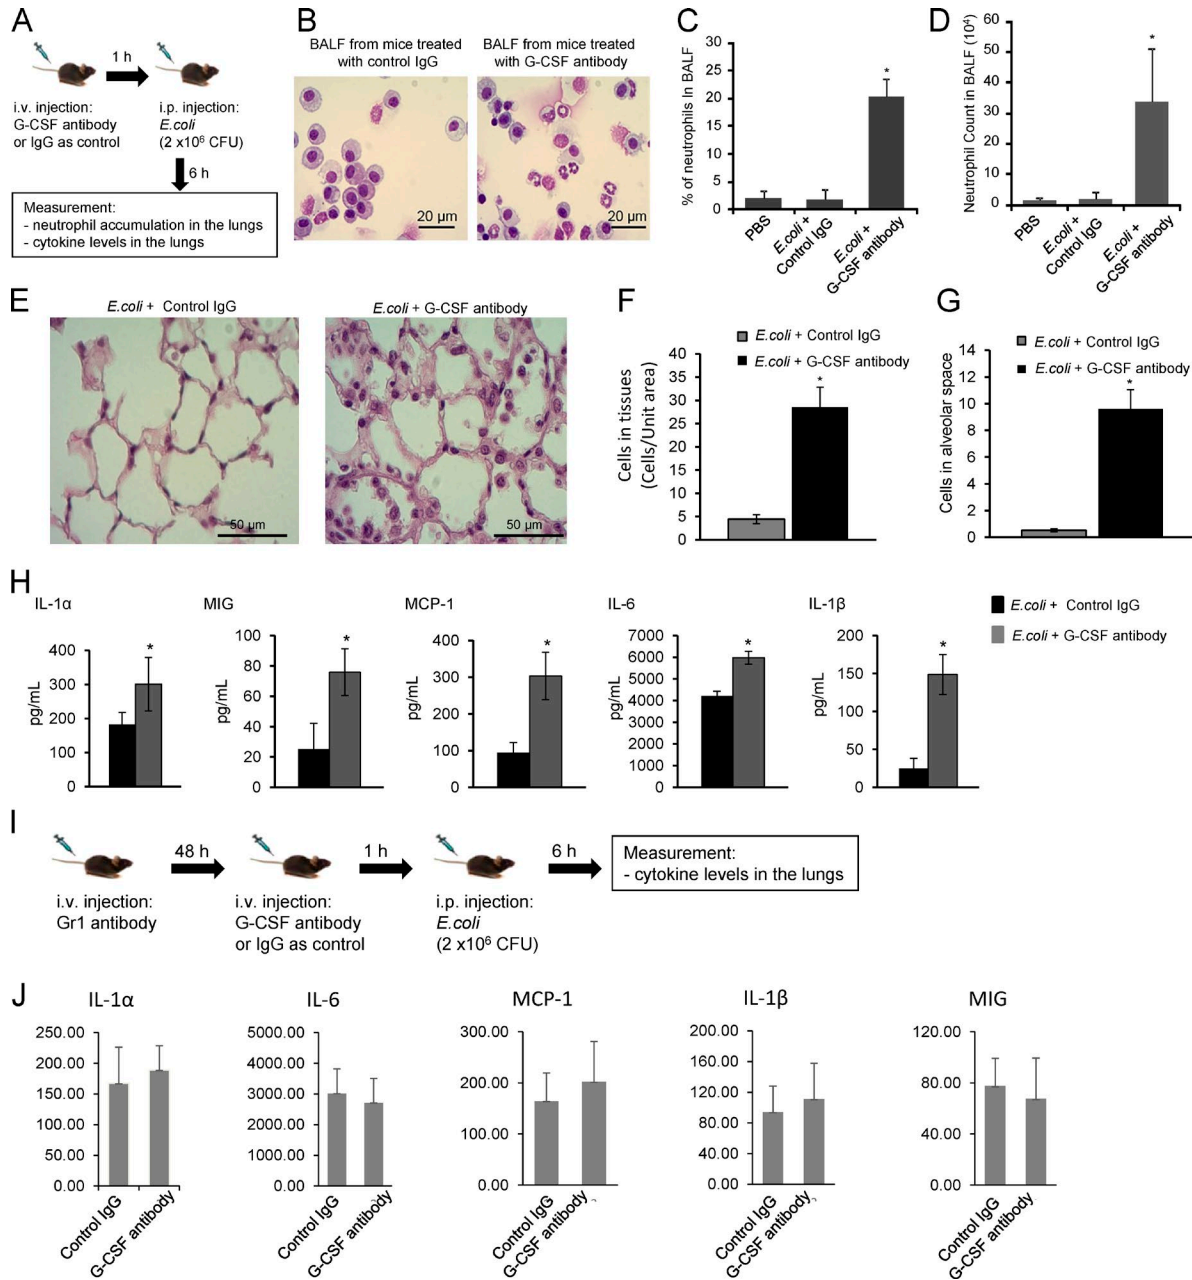 A
1 h
i.v. injection:
G-CSF antibody
or IgG as control
i.p. injection:
E.coli
(2 x10⁶ CFU)
6 h
Measurement:
- neutrophil accumulation in the lungs
- cytokine levels in the lungs
B
BALF from mice treated
with control IgG
BALF from mice treated
with G-CSF antibody
20 µm
20 µm
C
% of neutrophils In BALF
30
25
20
15
10
5
0
*
PBS
E.coli +
Control IgG
E.coli +
G-CSF antibody
D
Neutrophil Count in BALF (10⁴)
60
50
40
30
20
10
0
*
PBS
E.coli +
Control IgG
E.coli +
G-CSF antibody
E
E.coli + Control IgG
E.coli + G-CSF antibody
50 µm
50 µm
F
E.coli + Control IgG
E.coli + G-CSF antibody
Cells in tissues
(Cells/Unit area)
40
35
30
25
20
15
10
5
0
*
G
E.coli + Control IgG
E.coli + G-CSF antibody
Cells in alveolar space
14
12
10
8
6
4
2
0
*
H
IL-1α
pg/mL
400
300
200
100
0
*
MIG
pg/mL
100
80
60
40
20
0
*
MCP-1
pg/mL
400
300
200
100
0
*
IL-6
pg/mL
7000
6000
5000
4000
3000
2000
1000
0
*
IL-1β
pg/mL
200
150
100
50
0
*
E.coli + Control IgG
E.coli + G-CSF antibody
I
48 h
1 h
6 h
i.v. injection:
Gr1 antibody
i.v. injection:
G-CSF antibody
or IgG as control
i.p. injection:
E.coli
(2 x10⁶ CFU)
Measurement:
- cytokine levels in the lungs
J
IL-1α
250.00
200.00
150.00
100.00
50.00
0.00
Control IgG
G-CSF antibody
IL-6
5000.00
4000.00
3000.00
2000.00
1000.00
0.00
Control IgG
G-CSF antibody
MCP-1
300.00
200.00
100.00
0.00
Control IgG
G-CSF antibody
IL-1β
200.00
160.00
120.00
80.00
40.00
0.00
Control IgG
G-CSF antibody
MIG
120.00
80.00
40.00
0.00
Control IgG
G-CSF antibody